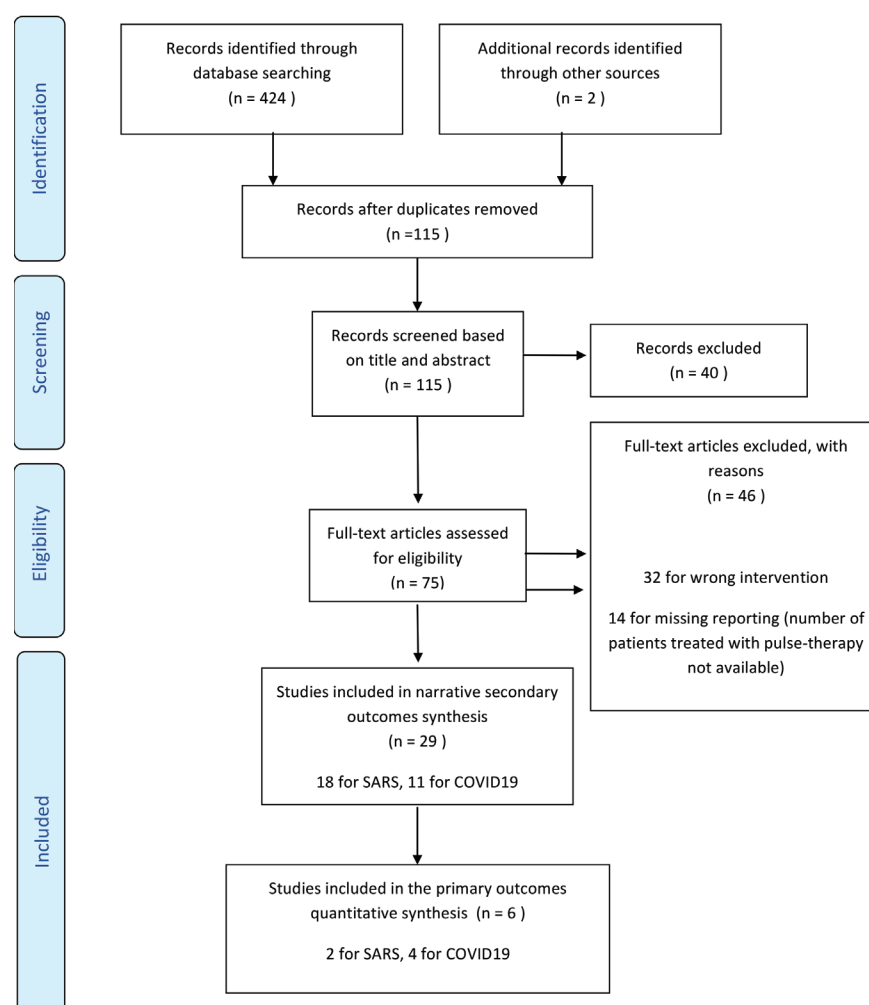 Identification
Records identified through
database searching
(n = 424 )
Additional records identified
through other sources
(n = 2 )
Records after duplicates removed
(n =115 )
Screening
Records screened based
on title and abstract
(n = 115 )
Records excluded
(n = 40 )
Eligibility
Full-text articles assessed
for eligibility
(n = 75)
Full-text articles excluded, with
reasons
(n = 46 )
32 for wrong intervention
14 for missing reporting (number of
patients treated with pulse-therapy
not available)
Included
Studies included in narrative secondary
outcomes synthesis
(n = 29 )
18 for SARS, 11 for COVID19
Studies included in the primary outcomes
quantitative synthesis (n = 6 )
2 for SARS, 4 for COVID19